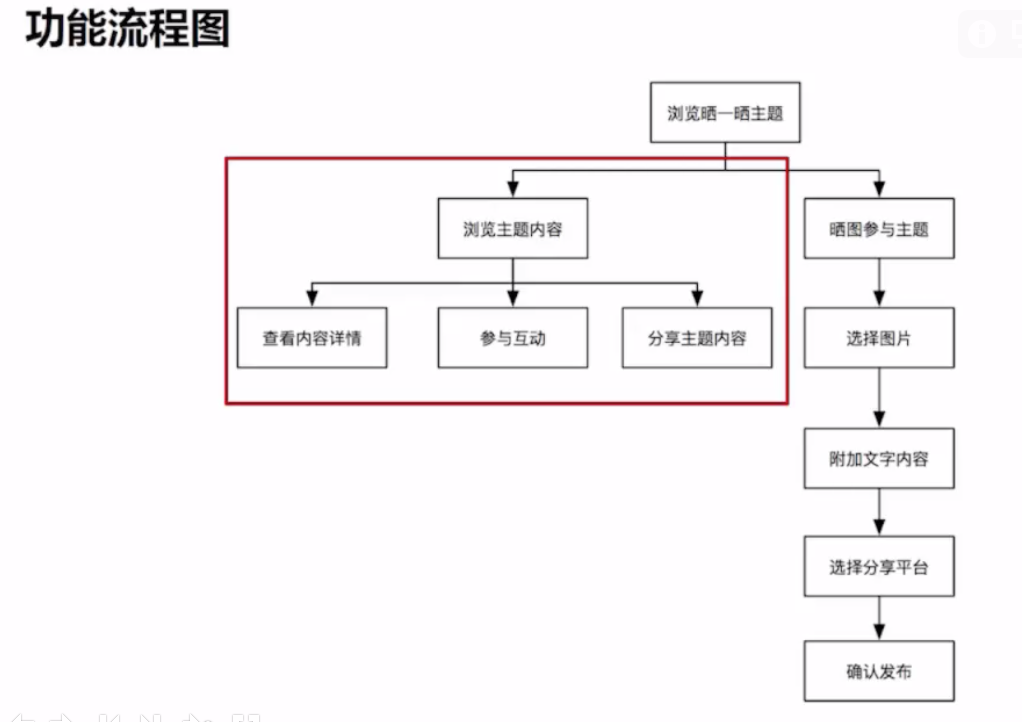 功能流程图
浏览晒一晒主题
浏览主题内容
晒图参与主题
查看内容详情
参与互动
分享主题内容
选择图片
附加文字内容
选择分享平台
确认发布